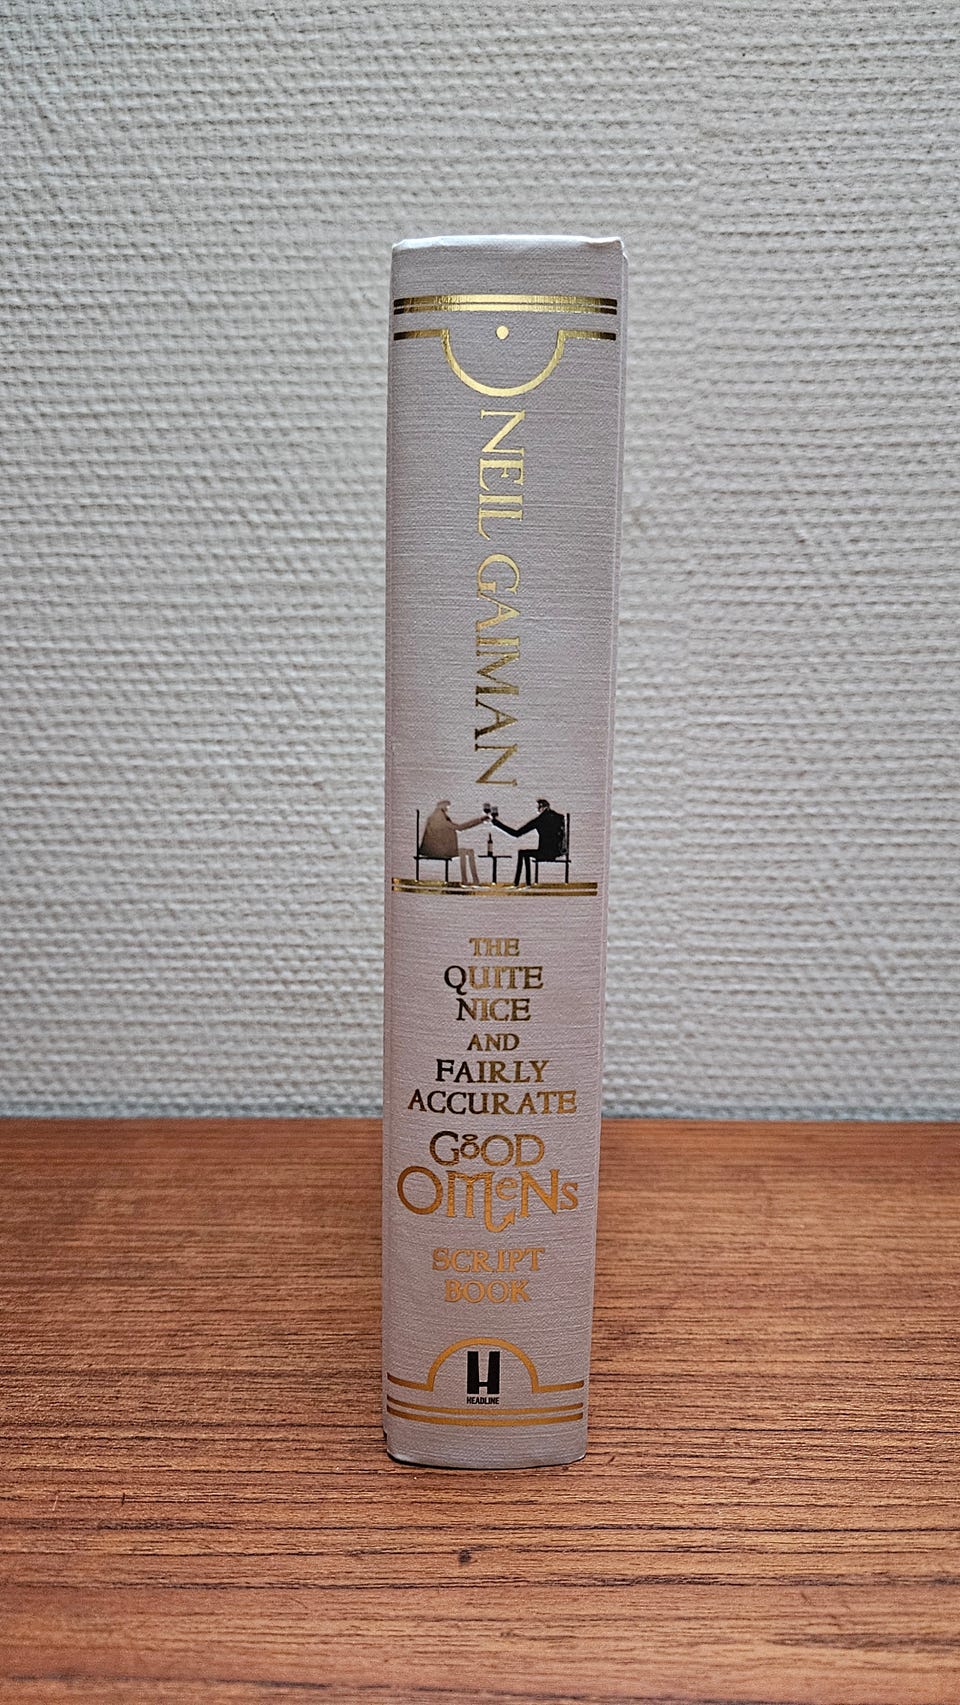 NEIL GAIMAN
THE
QUITE
NICE
AND
FAIRLY
ACCURATE
GOOD
OMENS
SCRIPT
BOOK
H
HEADLINE